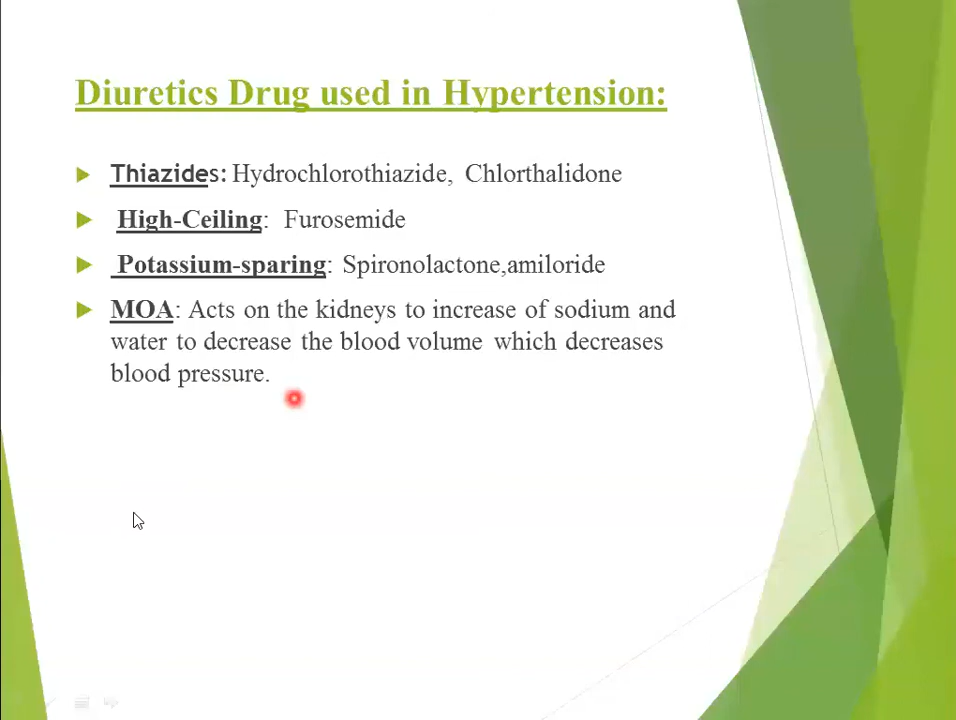 Diuretics Drug used in Hypertension:
Thiazides: Hydrochlorothiazide, Chlorthalidone
High-Ceiling: Furosemide
Potassium-sparing: Spironolactone,amiloride
MOA: Acts on the kidneys to increase of sodium and
water to decrease the blood volume which decreases
blood pressure.